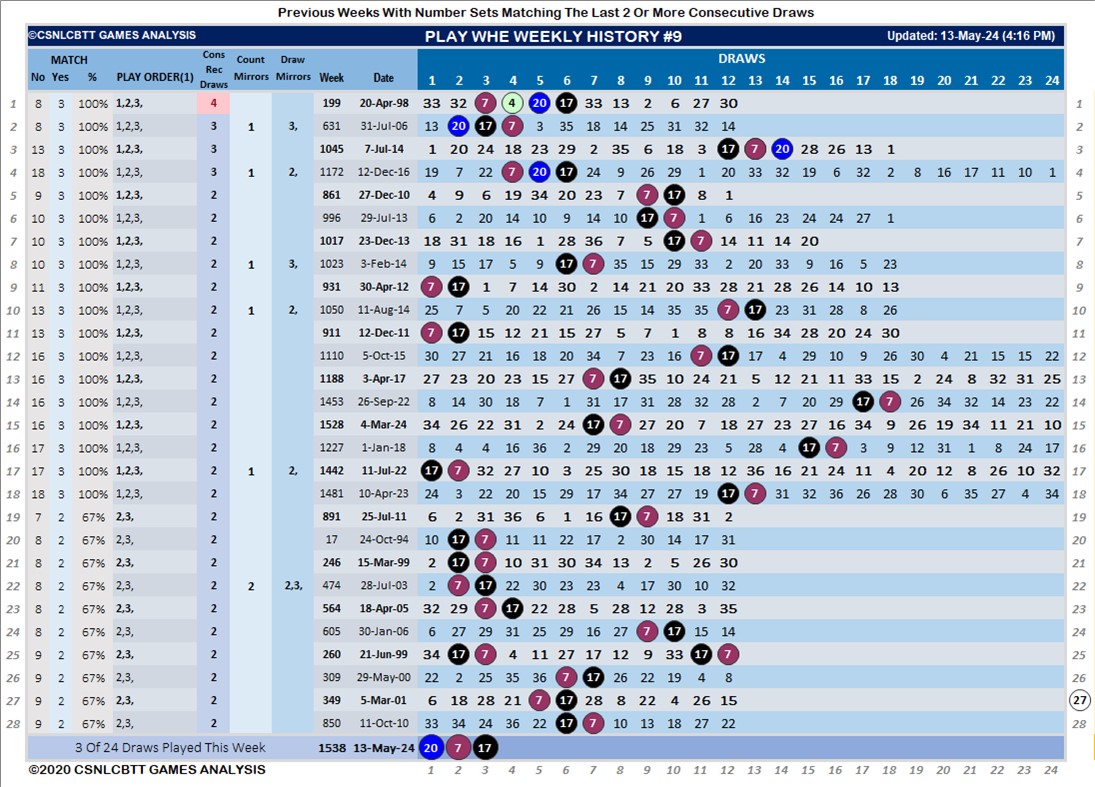 Previous Weeks With Number Sets Matching The Last 2 Or More Consecutive Draws
©CSNLCBTT GAMES ANALYSIS PLAY WHE WEEKLY HISTORY #9 Updated: 13-May-24 (4:16 PM)
MATCH Cons Rec Draws Count Mirrors Draw Mirrors DRAWS
No Yes % PLAY ORDER(1) Week Date 1 2 3 4 5 6 7 8 9 10 11 12 13 14 15 16 17 18 19 20 21 22 23 24
1 8 3 100% 1,2,3, 4 199 20-Apr-98 33 32 7 4 20 17 33 13 2 6 27 30 1
2 8 3 100% 1,2,3, 3 1 3, 631 31-Jul-06 13 20 17 7 3 35 18 14 25 31 32 14 2
3 13 3 100% 1,2,3, 3 1045 7-Jul-14 1 20 24 18 23 29 2 35 6 18 3 17 7 20 28 26 13 1 3
4 18 3 100% 1,2,3, 3 1 2, 1172 12-Dec-16 19 7 22 7 20 17 24 9 26 29 1 20 33 32 19 6 32 2 8 16 17 11 10 1 4
5 9 3 100% 1,2,3, 2 861 27-Dec-10 4 9 6 19 34 20 23 7 7 17 8 1 5
6 10 3 100% 1,2,3, 2 996 29-Jul-13 6 2 20 14 10 9 14 10 17 7 1 6 16 23 24 24 27 1 6
7 10 3 100% 1,2,3, 2 1017 23-Dec-13 18 31 18 16 1 28 36 7 5 17 7 14 11 14 20 7
8 10 3 100% 1,2,3, 2 1 3, 1023 3-Feb-14 9 15 17 5 9 17 7 35 15 29 33 2 20 33 9 16 5 23 8
9 11 3 100% 1,2,3, 2 931 30-Apr-12 7 17 1 7 14 30 2 14 21 20 33 28 21 28 26 14 10 13 9
10 13 3 100% 1,2,3, 2 1 2, 1050 11-Aug-14 25 7 5 20 22 21 26 15 14 35 35 7 17 23 31 28 8 26 10
11 13 3 100% 1,2,3, 2 911 12-Dec-11 7 17 15 12 21 15 27 5 7 1 8 8 16 34 28 20 24 30 11
12 16 3 100% 1,2,3, 2 1110 5-Oct-15 30 27 21 16 18 20 34 7 23 16 7 17 17 4 29 10 9 26 30 4 21 15 15 22 12
13 16 3 100% 1,2,3, 2 1188 3-Apr-17 27 23 20 23 15 27 7 17 35 10 24 21 5 12 21 11 33 15 2 24 8 32 31 25 13
14 16 3 100% 1,2,3, 2 1453 26-Sep-22 8 14 30 18 7 1 31 17 31 28 32 28 2 7 20 29 17 7 26 34 32 14 23 22 14
15 16 3 100% 1,2,3, 2 1528 4-Mar-24 34 26 22 31 2 24 17 7 27 20 7 18 27 23 27 16 34 9 26 19 34 11 21 10 15
16 17 3 100% 1,2,3, 2 1227 1-Jan-18 8 4 4 16 36 2 29 20 18 29 23 5 28 4 17 7 3 9 12 31 1 8 24 17 16
17 17 3 100% 1,2,3, 2 1 2, 1442 11-Jul-22 17 7 32 27 10 3 25 30 18 15 18 12 36 16 21 24 11 4 20 12 8 26 10 32 17
18 18 3 100% 1,2,3, 2 1481 10-Apr-23 24 3 22 20 15 29 17 34 27 27 19 17 7 31 32 36 26 28 30 6 35 27 4 34 18
19 7 2 67% 2,3, 2 891 25-Jul-11 6 2 31 36 6 1 16 17 7 18 31 2 19
20 8 2 67% 2,3, 2 17 24-Oct-94 10 17 7 11 11 22 17 2 30 14 17 31 20
21 8 2 67% 2,3, 2 246 15-Mar-99 2 17 7 10 31 30 34 13 2 5 26 30 21
22 8 2 67% 2,3, 2 2 2,3, 474 28-Jul-03 2 7 17 22 30 23 23 4 17 30 10 32 22
23 8 2 67% 2,3, 2 564 18-Apr-05 32 29 7 17 22 28 5 28 12 28 3 35 23
24 8 2 67% 2,3, 2 605 30-Jan-06 6 27 29 31 29 16 27 9 7 17 15 14 24
25 9 2 67% 2,3, 2 260 21-Jun-99 34 17 7 4 11 27 17 12 9 33 17 7 25
26 9 2 67% 2,3, 2 309 29-May-00 22 2 25 35 36 7 17 26 22 19 4 8 26
27 9 2 67% 2,3, 2 349 5-Mar-01 6 18 28 21 7 17 28 8 22 4 26 15 27
28 9 2 67% 2,3, 2 850 11-Oct-10 33 34 24 36 22 17 7 10 13 18 27 22 28
3 Of 24 Draws Played This Week 1538 13-May-24 20 7 17
©2020 CSNLCBTT GAMES ANALYSIS 1 2 3 4 5 6 7 8 9 10 11 12 13 14 15 16 17 18 19 20 21 22 23 24